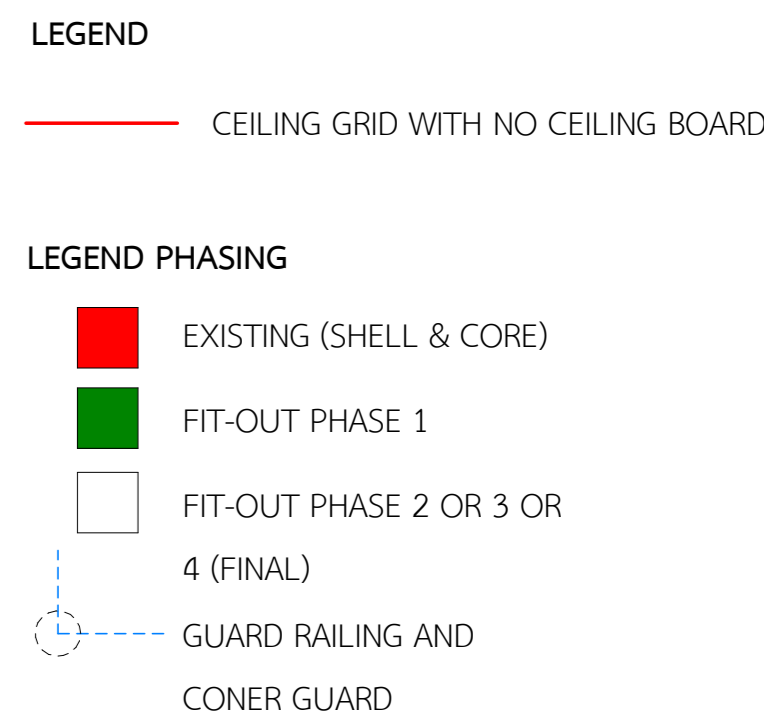 LEGEND
CEILING GRID WITH NO CEILING BOARD
LEGEND PHASING
EXISTING (SHELL & CORE)
FIT-OUT PHASE 1
FIT-OUT PHASE 2 OR 3 OR
4 (FINAL)
GUARD RAILING AND
CONER GUARD